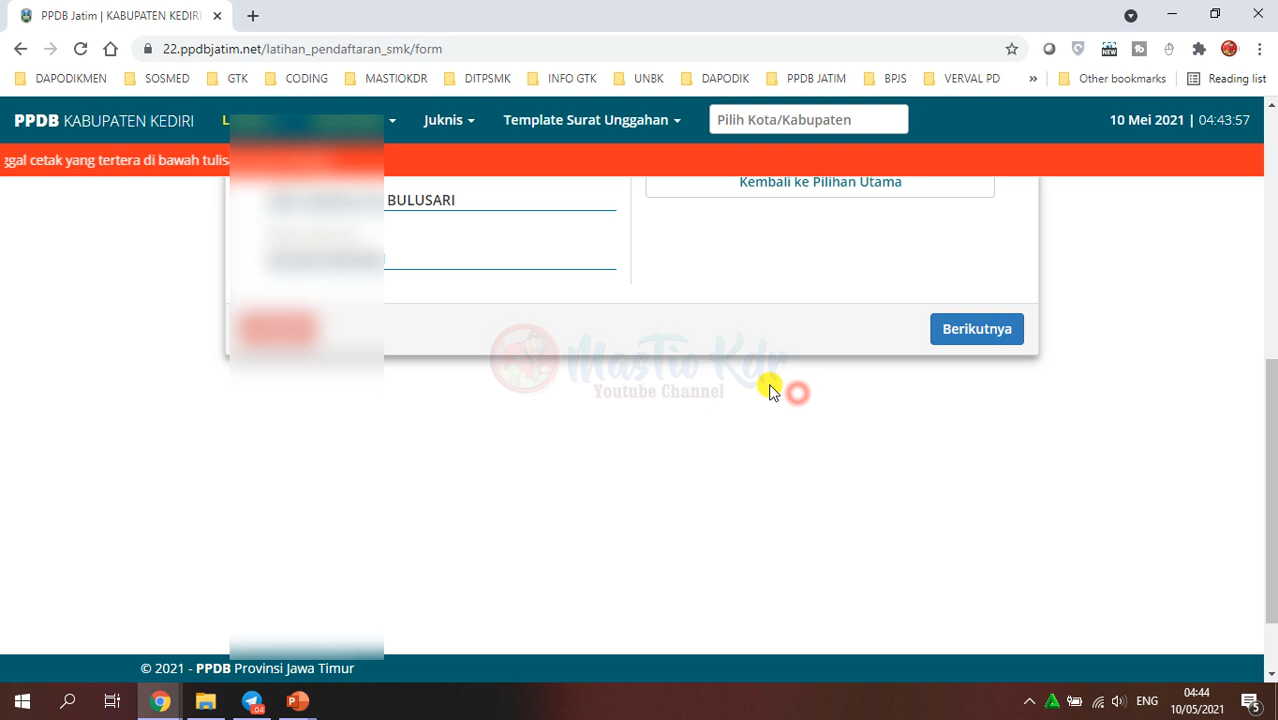 PPDB Jatim | KABUPATEN KEDIRI
22.ppdbjatim.net/latihan_pendaftaran_smk/form
DAPODIKMEN SOSMED GTK CODING MASTIOKDR DITPSMK INFO GTK UNBK DAPODIK PPDB JATIM BPJS VERVAL PD » Other bookmarks Reading list
PPDB KABUPATEN KEDIRI Juknis Template Surat Unggahan Pilih Kota/Kabupaten 10 Mei 2021 | 04:43:57
ggal cetak yang tertera di bawah
Kembali ke Pilihan Utama
BULUSARI
Berikutnya
MasTio Kdr
Youtube Channel
© 2021 - PPDB Provinsi Jawa Timur
04:44
ENG
10/05/2021